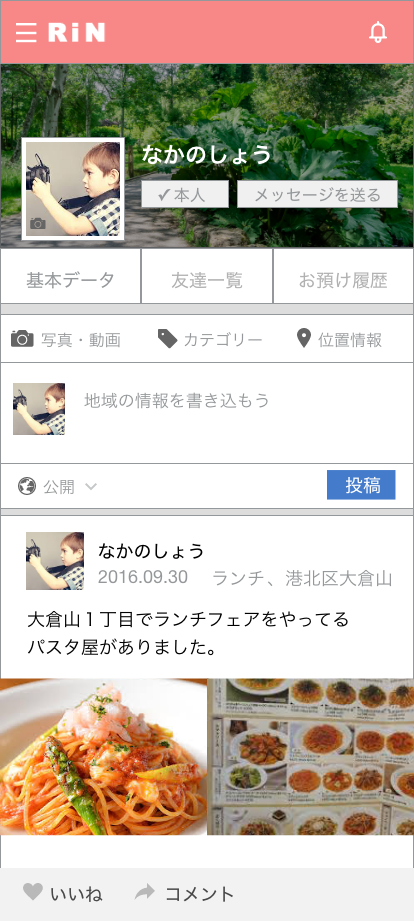 RiN
なかのしょう
✓本人 メッセージを送る
基本データ 友達一覧 お預け履歴
写真・動画 カテゴリー 位置情報
地域の情報を書き込もう
公開 投稿
なかのしょう
2016.09.30 ランチ、港北区大倉山
大倉山1丁目でランチフェアをやってる
パスタ屋がありました。
いいね コメント